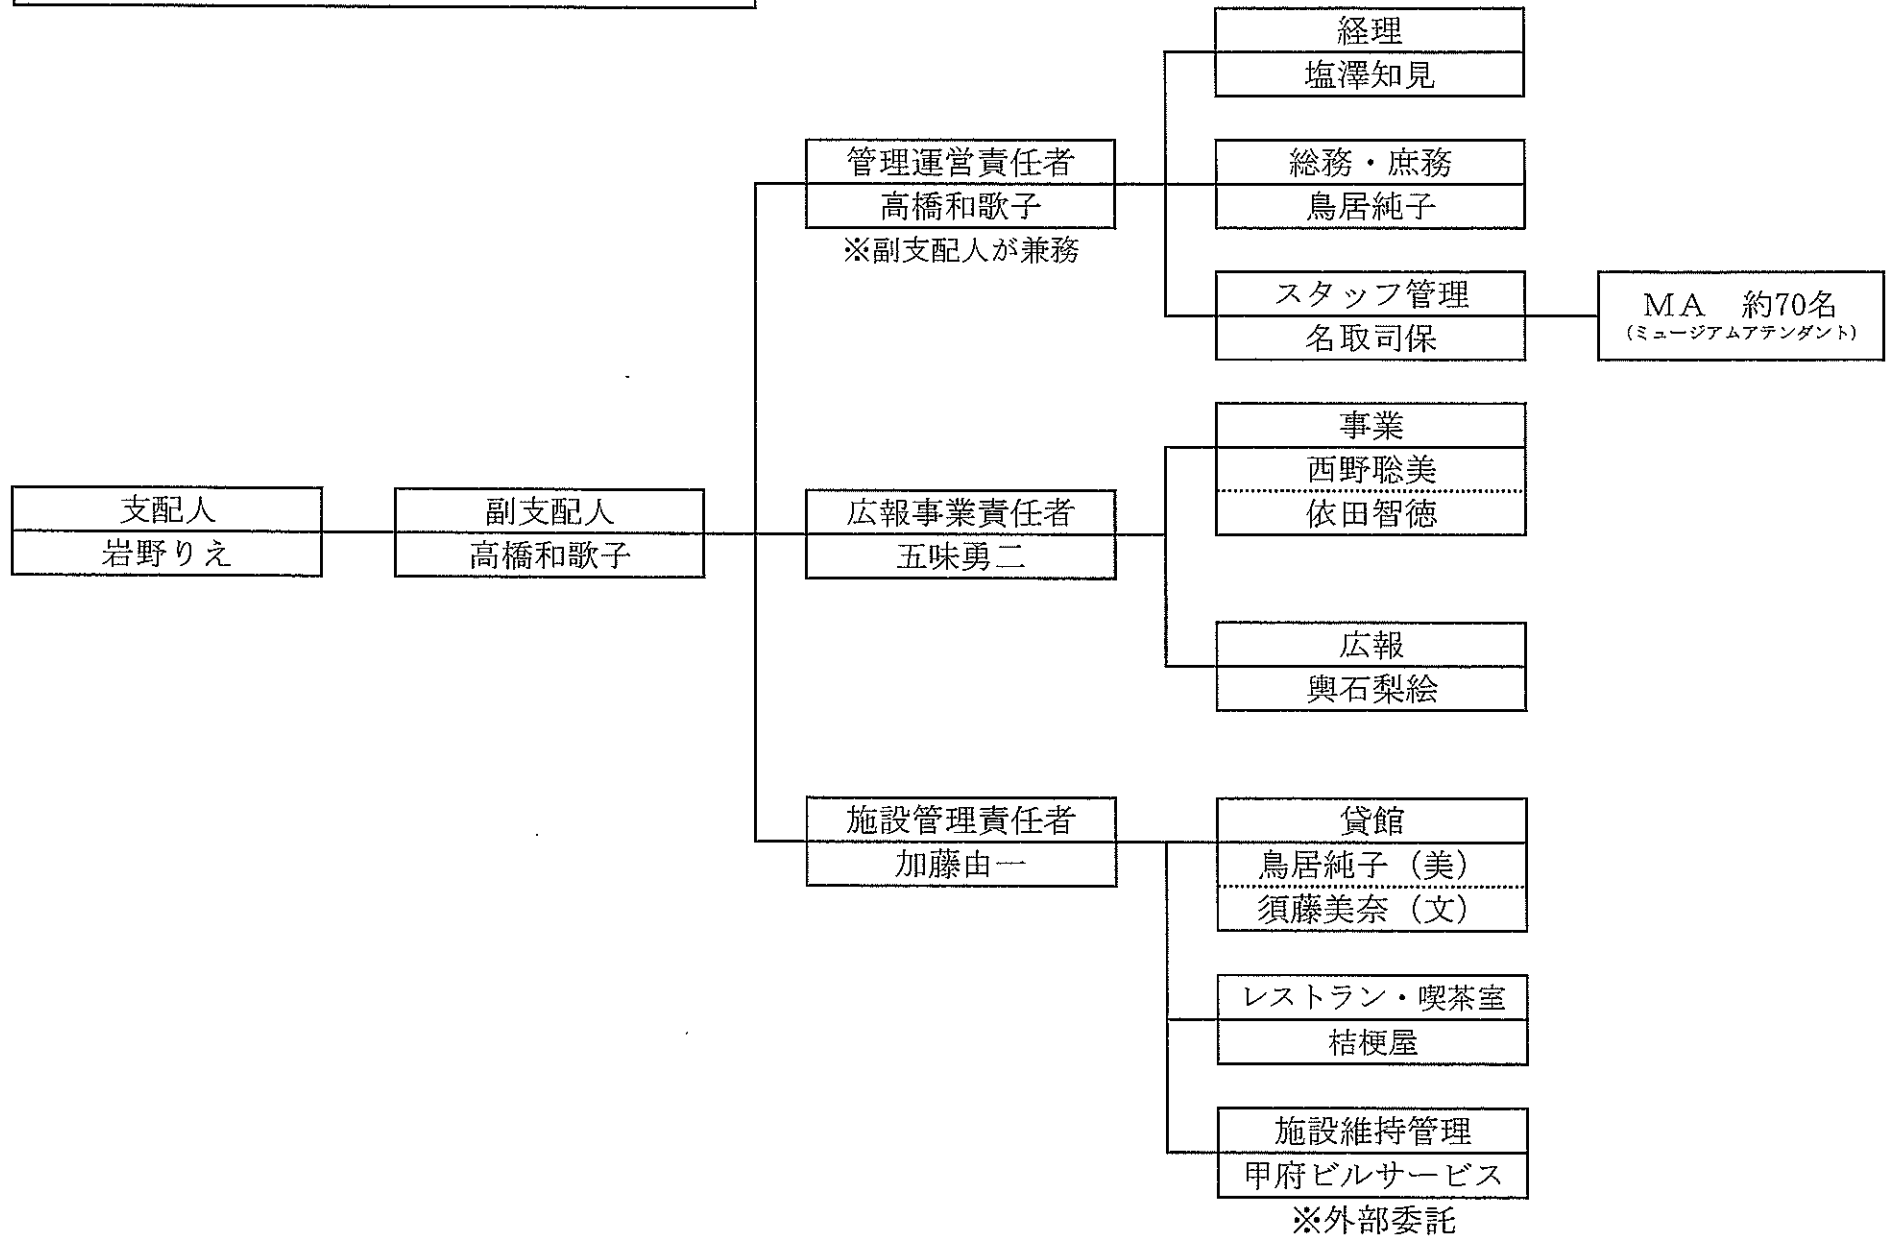 経理
塩澤知見
管理運営責任者
高橋和歌子
※副支配人が兼務
総務・庶務
鳥居純子
スタッフ管理
名取司保
MA　約70名
(ミュージアムアテンダント)
支配人
岩野りえ
副支配人
高橋和歌子
広報事業責任者
五味勇二
事業
西野聡美
依田智徳
広報
輿石梨絵
施設管理責任者
加藤由一
貸館
鳥居純子（美）
須藤美奈（文）
レストラン・喫茶室
桔梗屋
施設維持管理
甲府ビルサービス
※外部委託